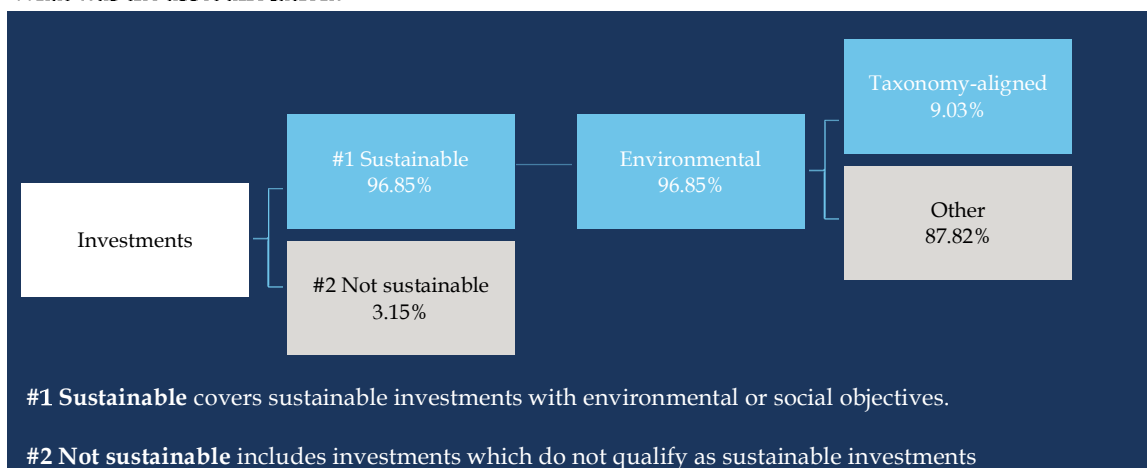 Taxonomy-aligned
9.03%
#1 Sustainable
96.85%
Environmental
96.85%
Other
87.82%
Investments
#2 Not sustainable
3.15%
#1 Sustainable covers sustainable investments with environmental or social objectives.
#2 Not sustainable includes investments which do not qualify as sustainable investments